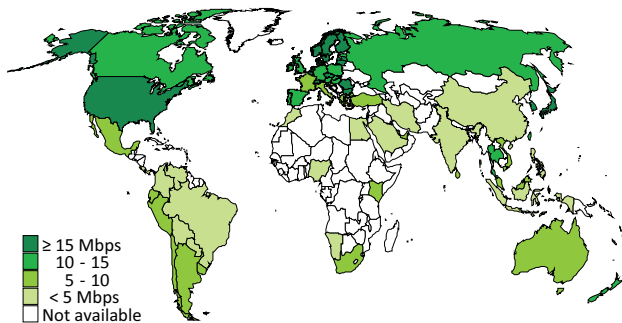 ≥ 15 Mbps
10 - 15
5 - 10
< 5 Mbps
Not available